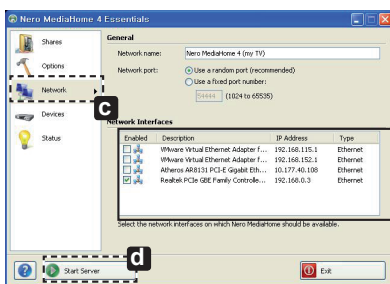 Nero MediaHome 4 Essentials
Shares
Options
Network
Devices
Status
General
Network name: Nero MediaHome 4 (my TV)
Network port: Use a random port (recommended)
Use a fixed port number:
54444 (1024 to 65535)
c
Network Interfaces
Enabled Description IP Address Type
VMware Virtual Ethernet Adapter f... 192.168.115.1 Ethernet
VMware Virtual Ethernet Adapter f... 192.168.152.1 Ethernet
Atheros AR8131 PCI-E Gigabit Eth... 10.177.40.108 Ethernet
Realtek PCIe GBE Family Controlle... 192.168.0.3 Ethernet
Select the network interfaces on which Nero MediaHome should be available.
d
? Start Server Exit